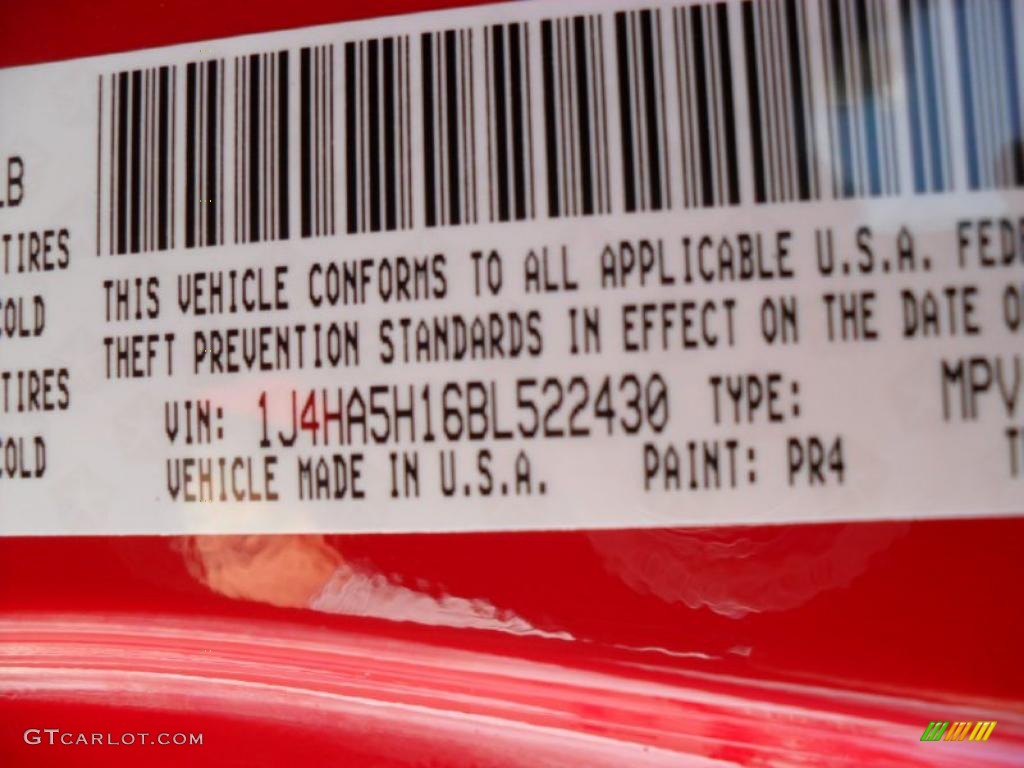 LB
TIRES
COLD
TIRES
COLD
THIS VEHICLE CONFORMS TO ALL APPLICABLE U.S.A. FEDE
THEFT PREVENTION STANDARDS IN EFFECT ON THE DATE O
VIN: 1J4HA5H16BL522430 TYPE: MPV
VEHICLE MADE IN U.S.A. PAINT: PR4 T
GTCARLOT.COM